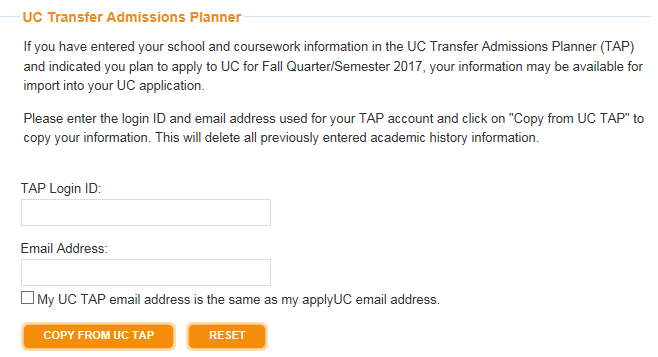 UC Transfer Admissions Planner
If you have entered your school and coursework information in the UC Transfer Admissions Planner (TAP)
and indicated you plan to apply to UC for Fall Quarter/Semester 2017, your information may be available for
import into your UC application.
Please enter the login ID and email address used for your TAP account and click on "Copy from UC TAP" to
copy your information. This will delete all previously entered academic history information.
TAP Login ID:
Email Address:
My UC TAP email address is the same as my applyUC email address.
COPY FROM UC TAP RESET